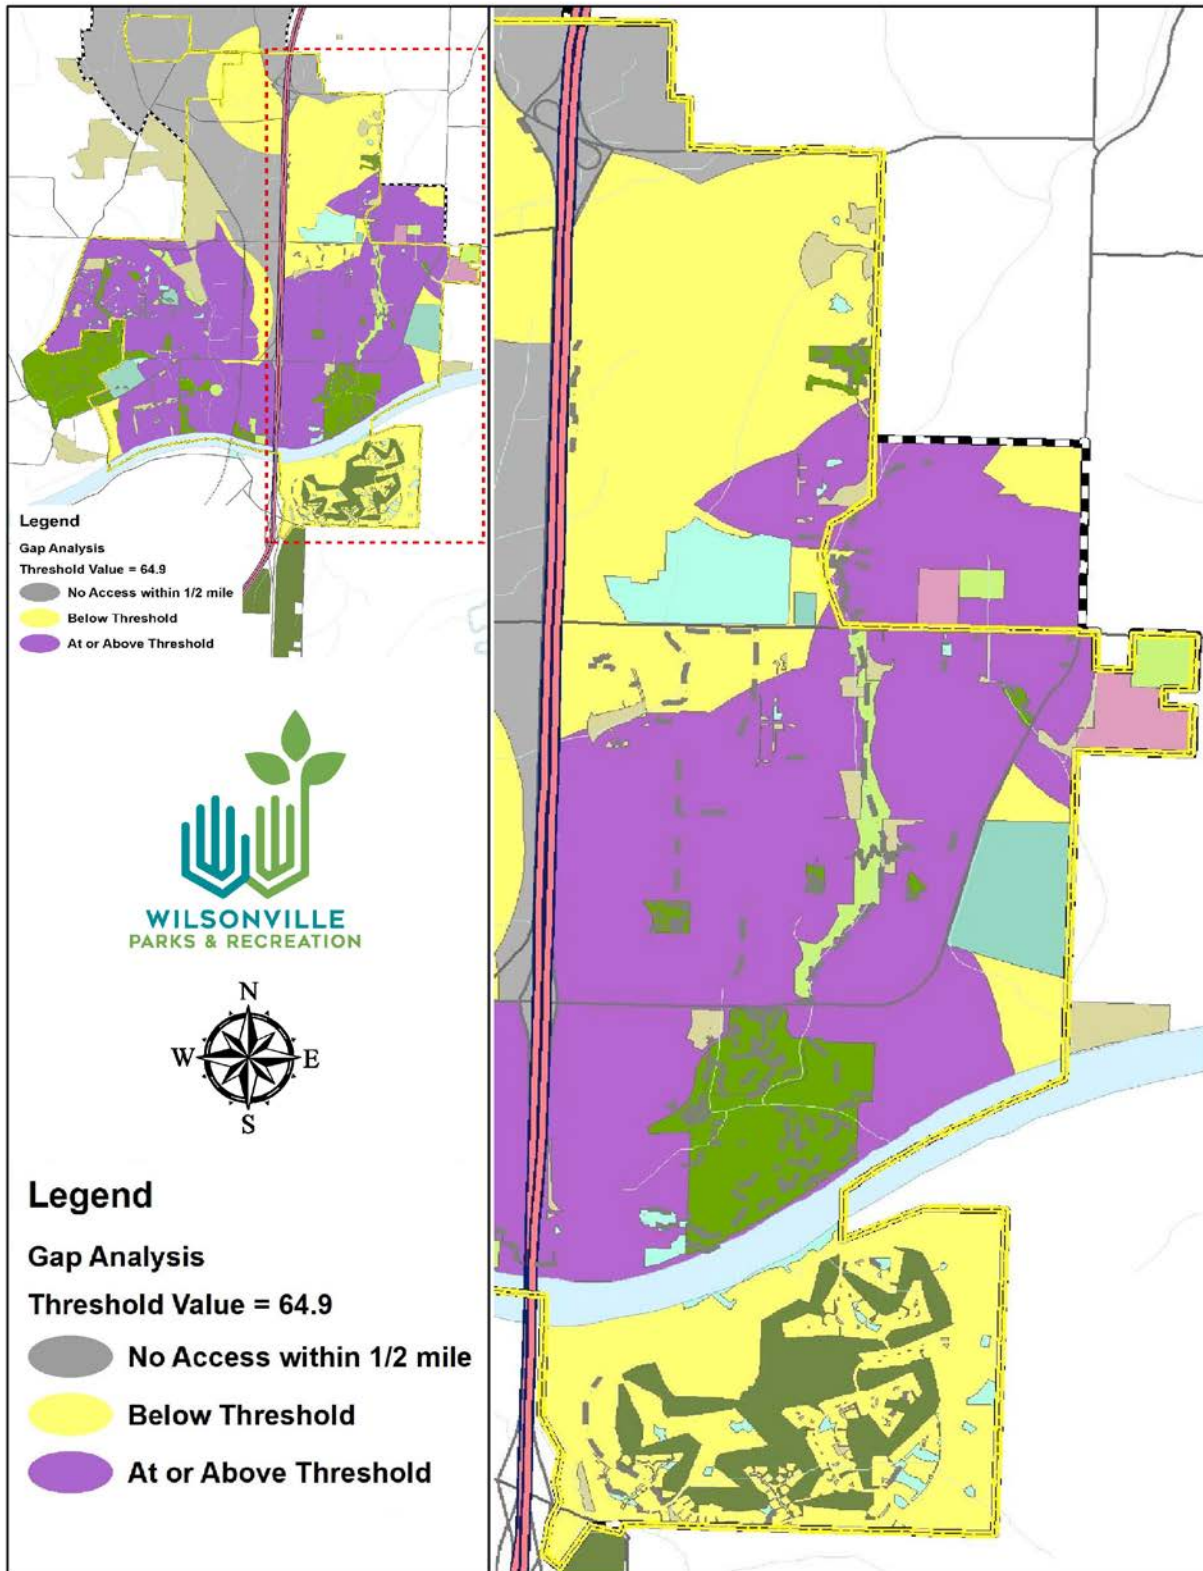 Legend
Gap Analysis
Threshold Value = 64.9
No Access within 1/2 mile
Below Threshold
At or Above Threshold
WILSONVILLE
PARKS & RECREATION
N
W
E
S
Legend
Gap Analysis
Threshold Value = 64.9
No Access within 1/2 mile
Below Threshold
At or Above Threshold